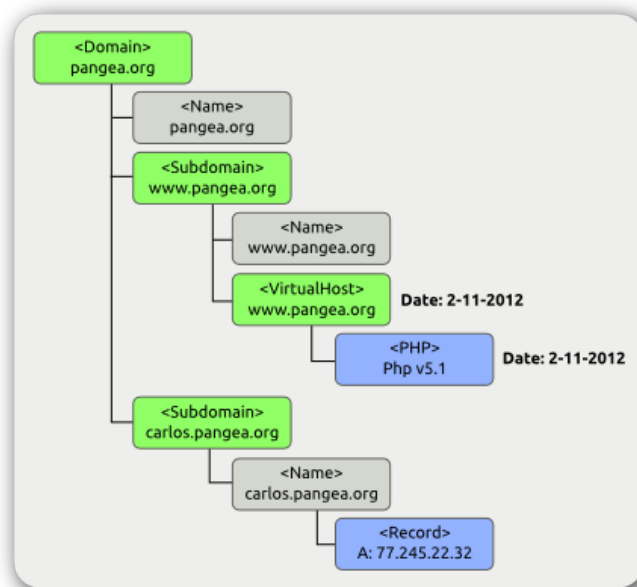 <Domain>
pangea.org
<Name>
pangea.org
<Subdomain>
www.pangea.org
<Name>
www.pangea.org
<VirtualHost>
www.pangea.org
Date: 2-11-2012
<PHP>
Php v5.1
Date: 2-11-2012
<Subdomain>
carlos.pangea.org
<Name>
carlos.pangea.org
<Record>
A: 77.245.22.32